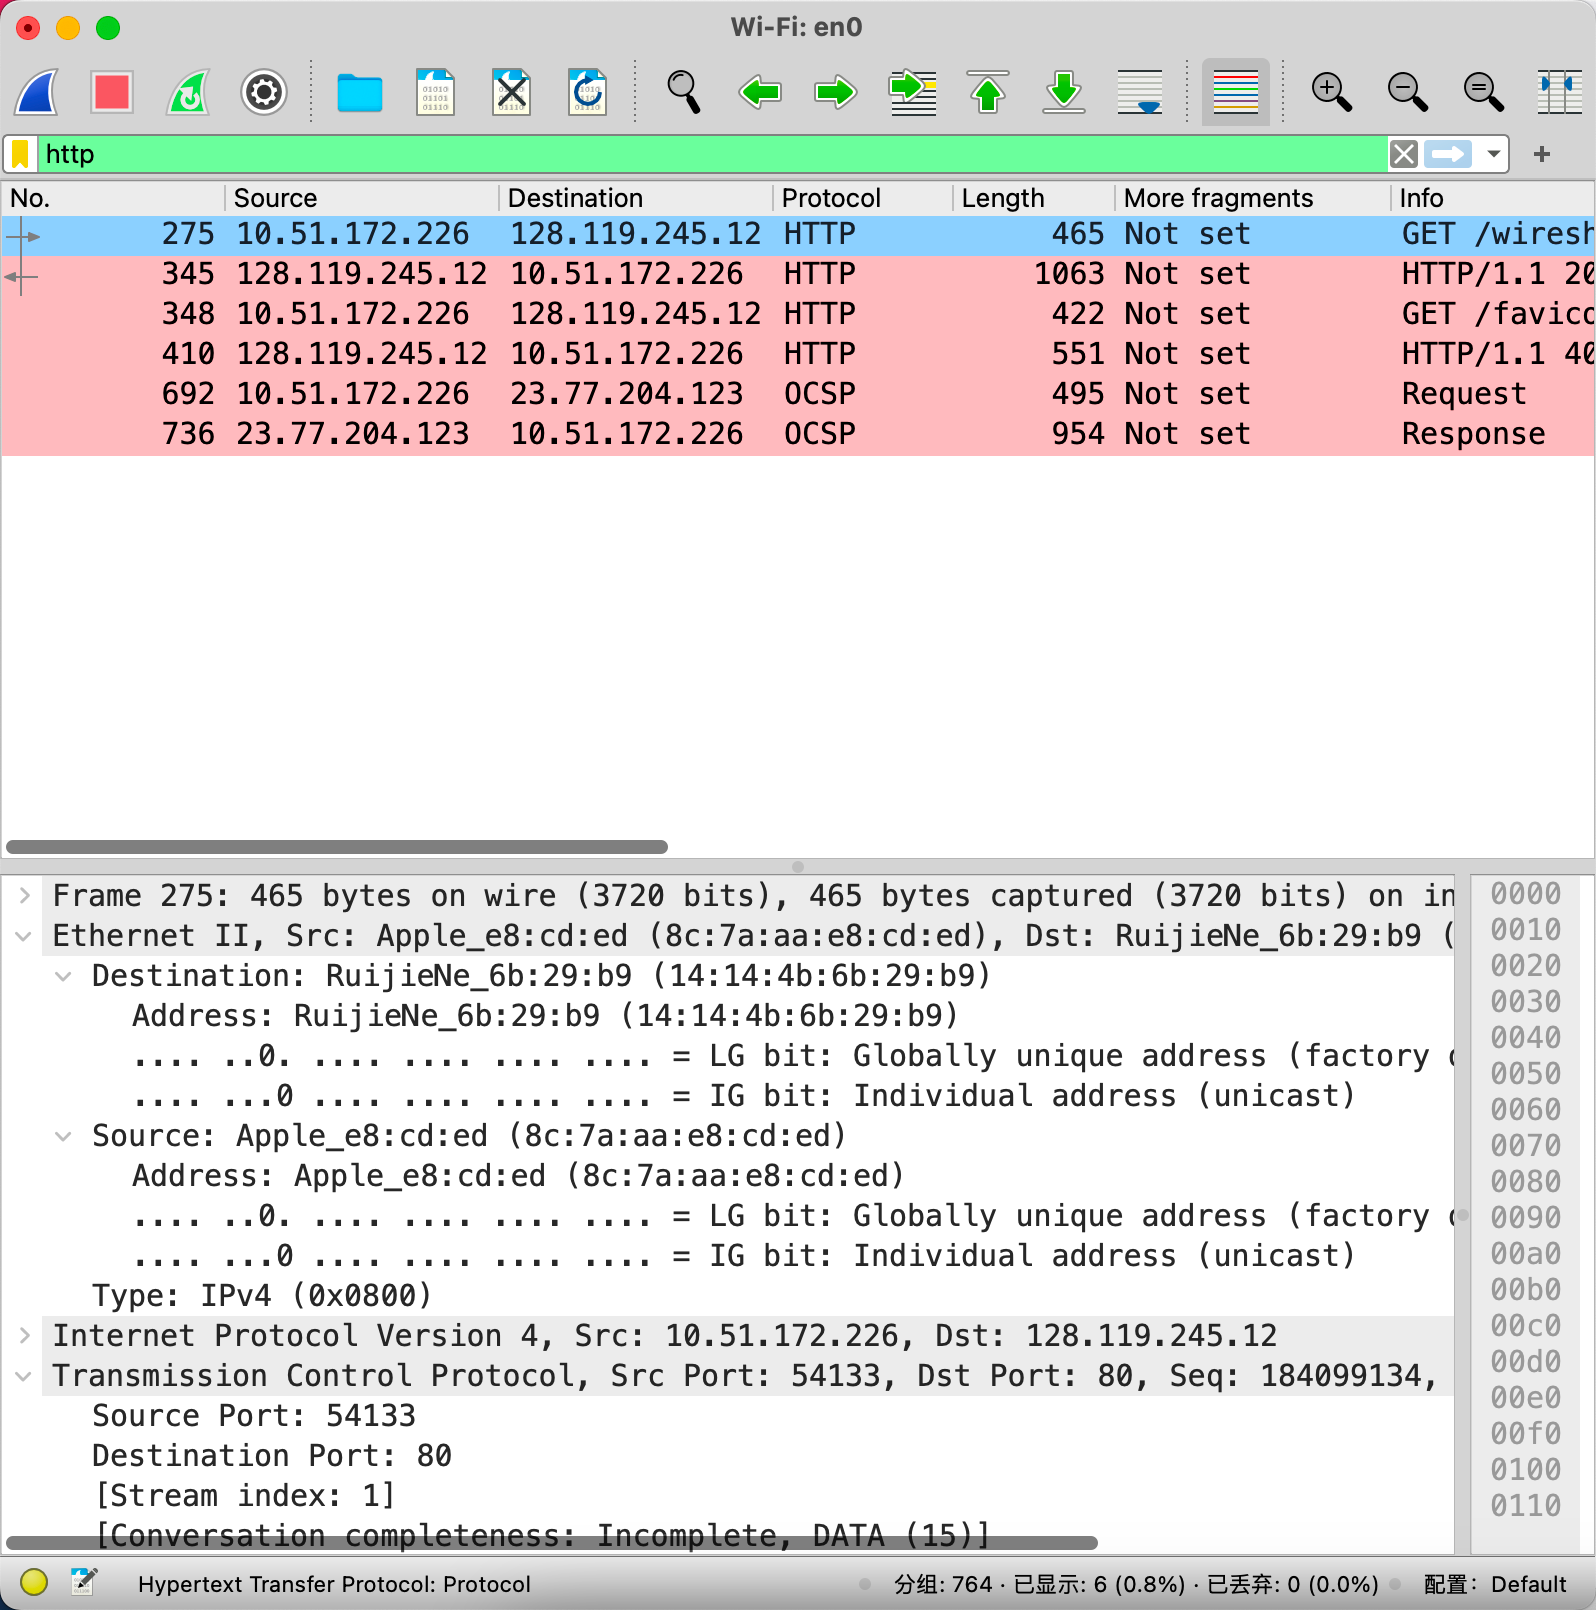 Wi-Fi: en0
http
No. Source Destination Protocol Length More fragments Info
275 10.51.172.226 128.119.245.12 HTTP 465 Not set GET /wiresh
345 128.119.245.12 10.51.172.226 HTTP 1063 Not set HTTP/1.1 20
348 10.51.172.226 128.119.245.12 HTTP 422 Not set GET /favico
410 128.119.245.12 10.51.172.226 HTTP 551 Not set HTTP/1.1 40
692 10.51.172.226 23.77.204.123 OCSP 495 Not set Request
736 23.77.204.123 10.51.172.226 OCSP 954 Not set Response
Frame 275: 465 bytes on wire (3720 bits), 465 bytes captured (3720 bits) on in
Ethernet II, Src: Apple_e8:cd:ed (8c:7a:aa:e8:cd:ed), Dst: RuijieNe_6b:29:b9 (
Destination: RuijieNe_6b:29:b9 (14:14:4b:6b:29:b9)
Address: RuijieNe_6b:29:b9 (14:14:4b:6b:29:b9)
.... ..0. .... .... .... .... = LG bit: Globally unique address (factory
.... ...0 .... .... .... .... = IG bit: Individual address (unicast)
Source: Apple_e8:cd:ed (8c:7a:aa:e8:cd:ed)
Address: Apple_e8:cd:ed (8c:7a:aa:e8:cd:ed)
.... ..0. .... .... .... .... = LG bit: Globally unique address (factory
.... ...0 .... .... .... .... = IG bit: Individual address (unicast)
Type: IPv4 (0x0800)
Internet Protocol Version 4, Src: 10.51.172.226, Dst: 128.119.245.12
Transmission Control Protocol, Src Port: 54133, Dst Port: 80, Seq: 184099134,
Source Port: 54133
Destination Port: 80
[Stream index: 1]
[Conversation completeness: Incomplete, DATA (15)]
0000
0010
0020
0030
0040
0050
0060
0070
0080
0090
00a0
00b0
00c0
00d0
00e0
00f0
0100
0110
Hypertext Transfer Protocol: Protocol
分组: 764 · 已显示: 6 (0.8%) · 已丢弃: 0 (0.0%)
配置: Default